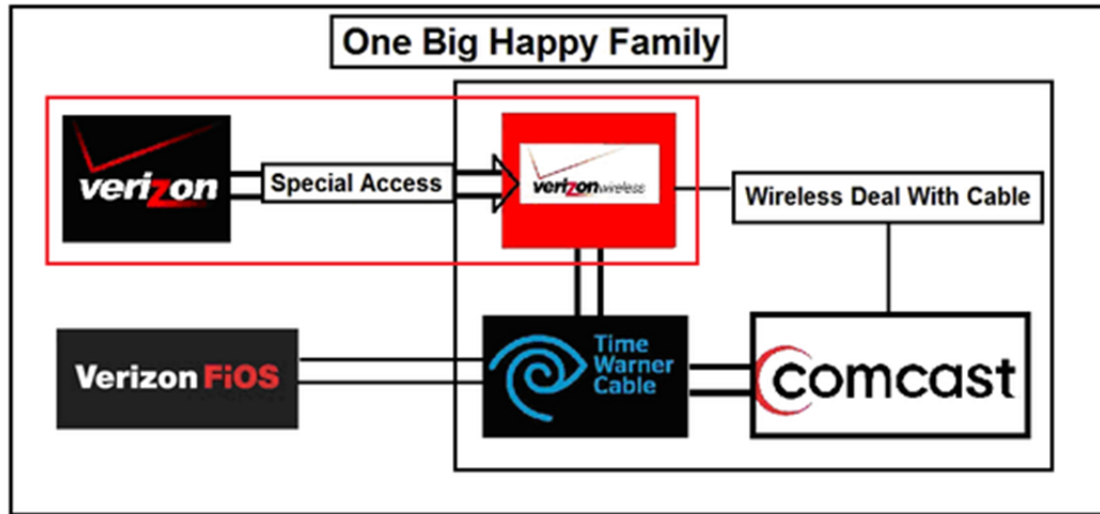 One Big Happy Family
verizon
Special Access
verizonwireless
Wireless Deal With Cable
Verizon FiOS
Time
Warner
Cable
comcast